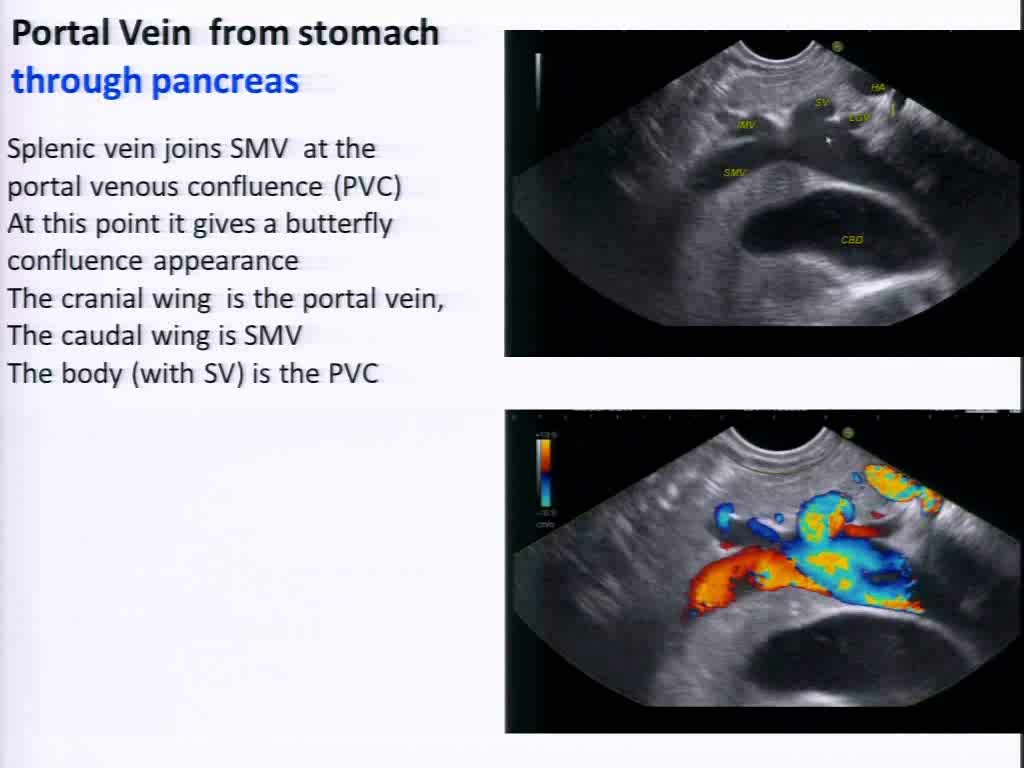 Portal Vein from stomach
through pancreas
Splenic vein joins SMV at the
portal venous confluence (PVC)
At this point it gives a butterfly
confluence appearance
The cranial wing is the portal vein,
The caudal wing is SMV
The body (with SV) is the PVC
HA
SV
LGV
IMV
SMV
CBD
cm/s